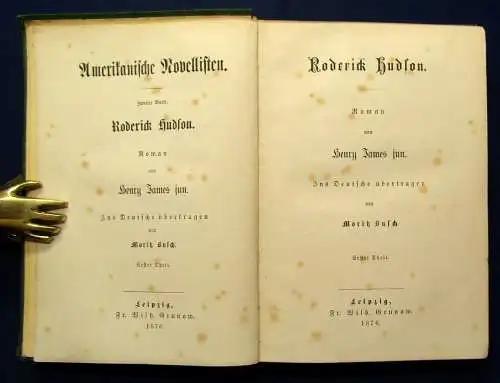 Amerikanische Novellisten.
Zweiter Band.
Roderick Hudson.
Roman
von
Henry James jun.
Ins Deutsche übertragen
von
Moritz Busch.
Erster Theil.
Leipzig,
Fr. Wilh. Grunow.
1876.
Roderick Hudson.
Roman
von
Henry James jun.
Ins Deutsche übertragen
von
Moritz Busch.
Erster Theil.
Leipzig,
Fr. Wilh. Grunow.
1876.